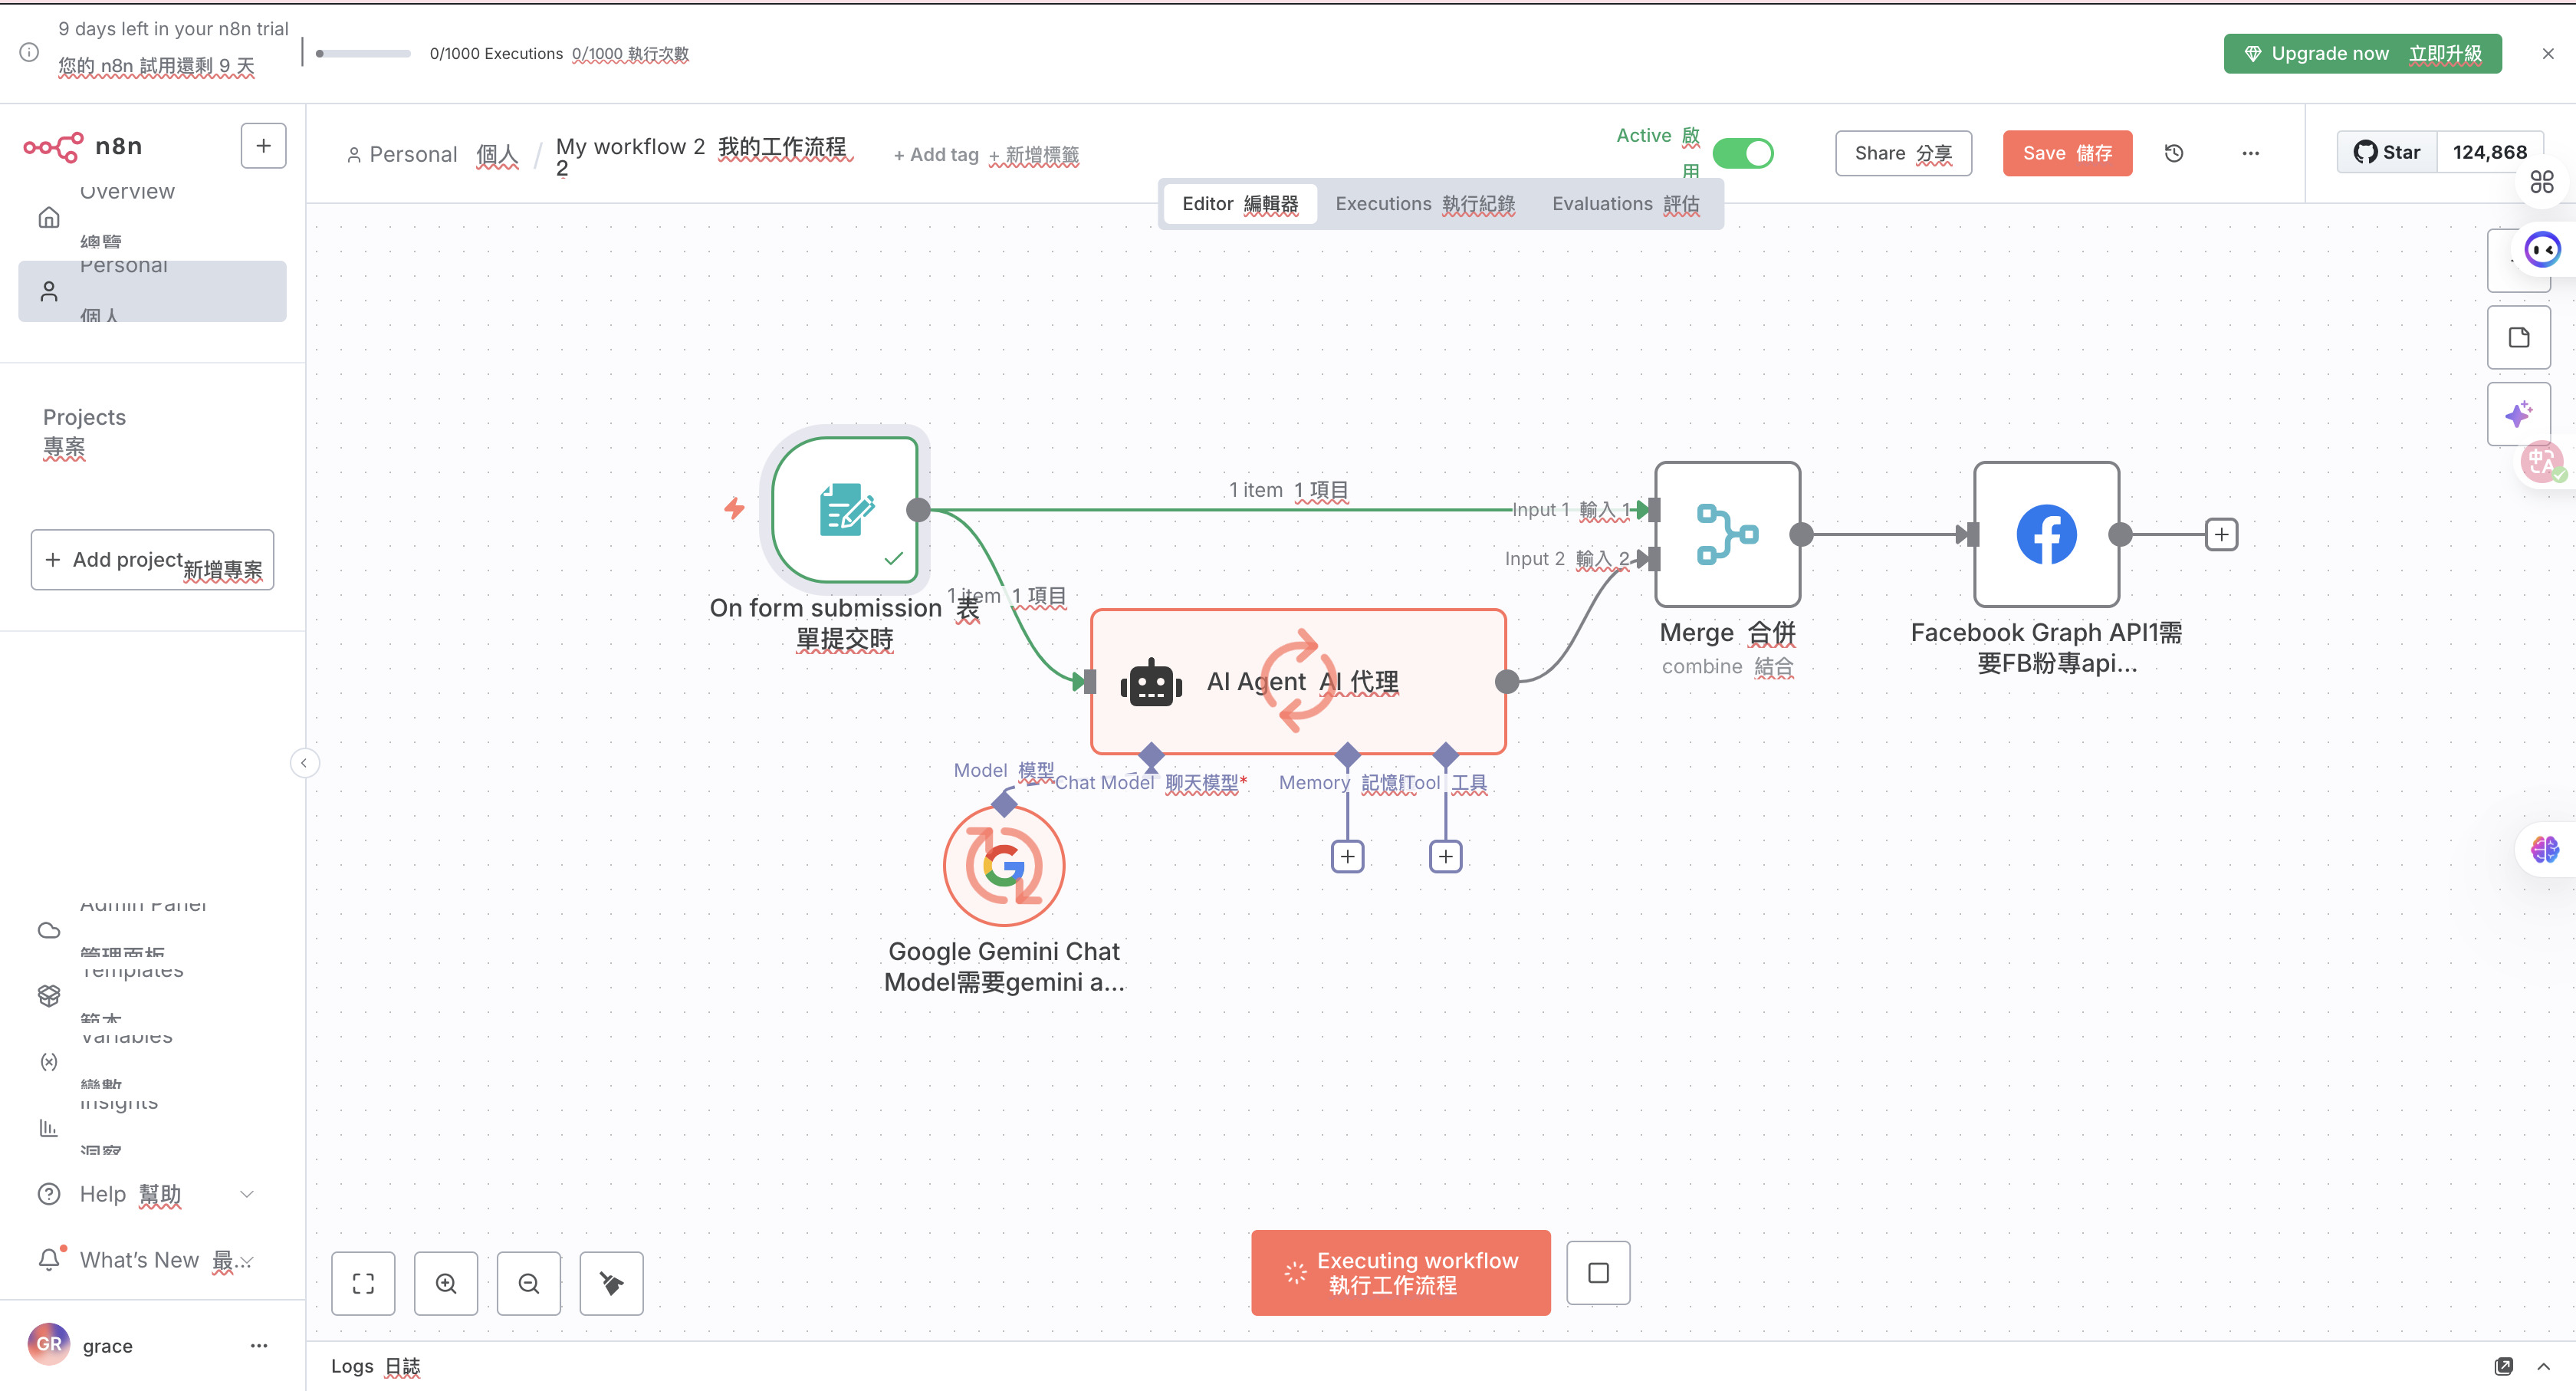 9 days left in your n8n trial
您的 n8n 試用還剩 9 天
0/1000 Executions 0/1000 執行次數
Upgrade now 立即升級
n8n
Personal 個人 / My workflow 2 我的工作流程 2
+ Add tag + 新增標籤
Active 啟用
Share 分享
Save 儲存
Star 124,868
Editor 編輯器 Executions 執行紀錄 Evaluations 評估
Overview
總覽
Personal
個人
Projects
專案
+ Add project 新增專案
Admin Panel
管理面板
Templates
範本
Variables
變數
Insights
洞察
Help 幫助
What's New 最...
GR grace
1 item 1 項目
Input 1 輸入 1
Input 2 輸入 2
1 item 1 項目
On form submission 表
單提交時
AI Agent AI 代理
Merge 合併
combine 結合
Facebook Graph API1需
要FB粉專api...
Model 模型
Chat Model 聊天模型*
Memory 記憶
Tool 工具
Google Gemini Chat
Model需要gemini a...
Executing workflow
執行工作流程
Logs 日誌